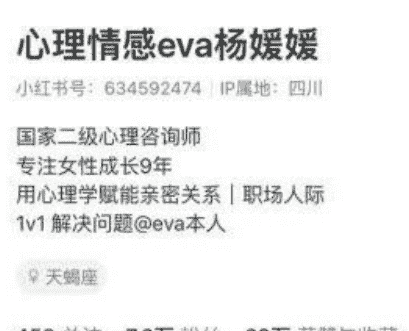 心理情感eva杨媛媛
小红书号：634592474 IP属地：四川
国家二级心理咨询师
专注女性成长9年
用心理学赋能亲密关系｜职场人际
1v1 解决问题@eva本人
♀ 天蝎座